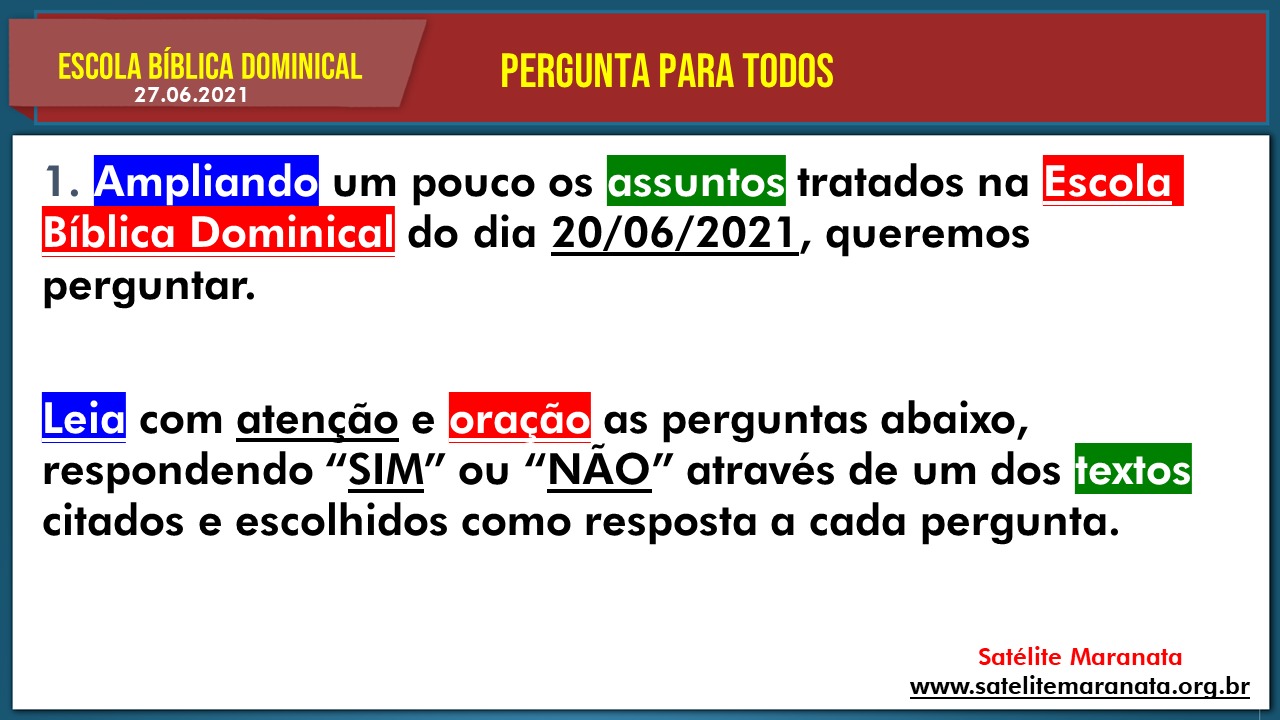 ESCOLA BÍBLICA DOMINICAL
27.06.2021
PERGUNTA PARA TODOS
1. Ampliando um pouco os assuntos tratados na Escola
Bíblica Dominical do dia 20/06/2021, queremos
perguntar.
Leia com atenção e oração as perguntas abaixo,
respondendo “SIM” ou “NÃO” através de um dos textos
citados e escolhidos como resposta a cada pergunta.
Satélite Maranata
www.satelitemaranata.org.br